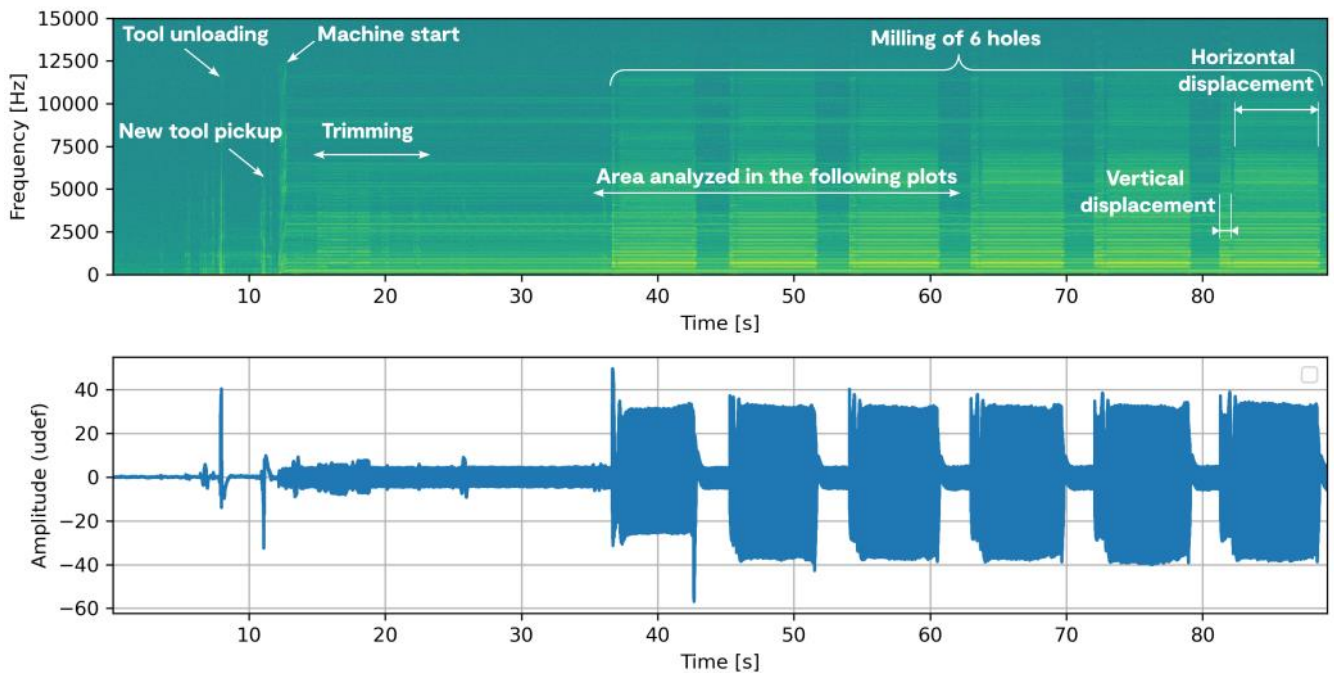 15000
12500
10000
7500
5000
2500
0
Frequency [Hz]
Tool unloading
Machine start
New tool pickup
Trimming
Milling of 6 holes
Horizontal
displacement
Area analyzed in the following plots
Vertical
displacement
10 20 30 40 50 60 70 80
Time [s]
40
20
0
−20
−40
−60
Amplitude (udef)
10 20 30 40 50 60 70 80
Time [s]